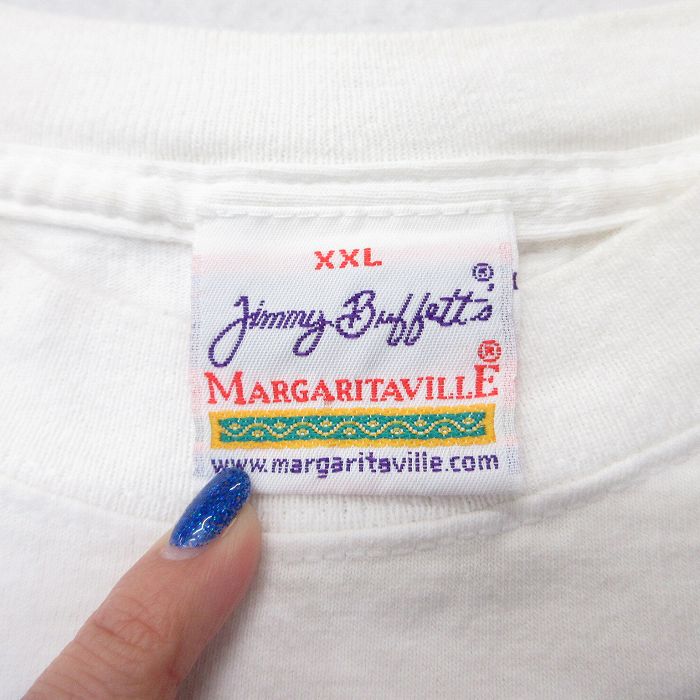 XXL
Jimmy Buffett's®
MARGARITAVILLE®
www.margaritaville.com